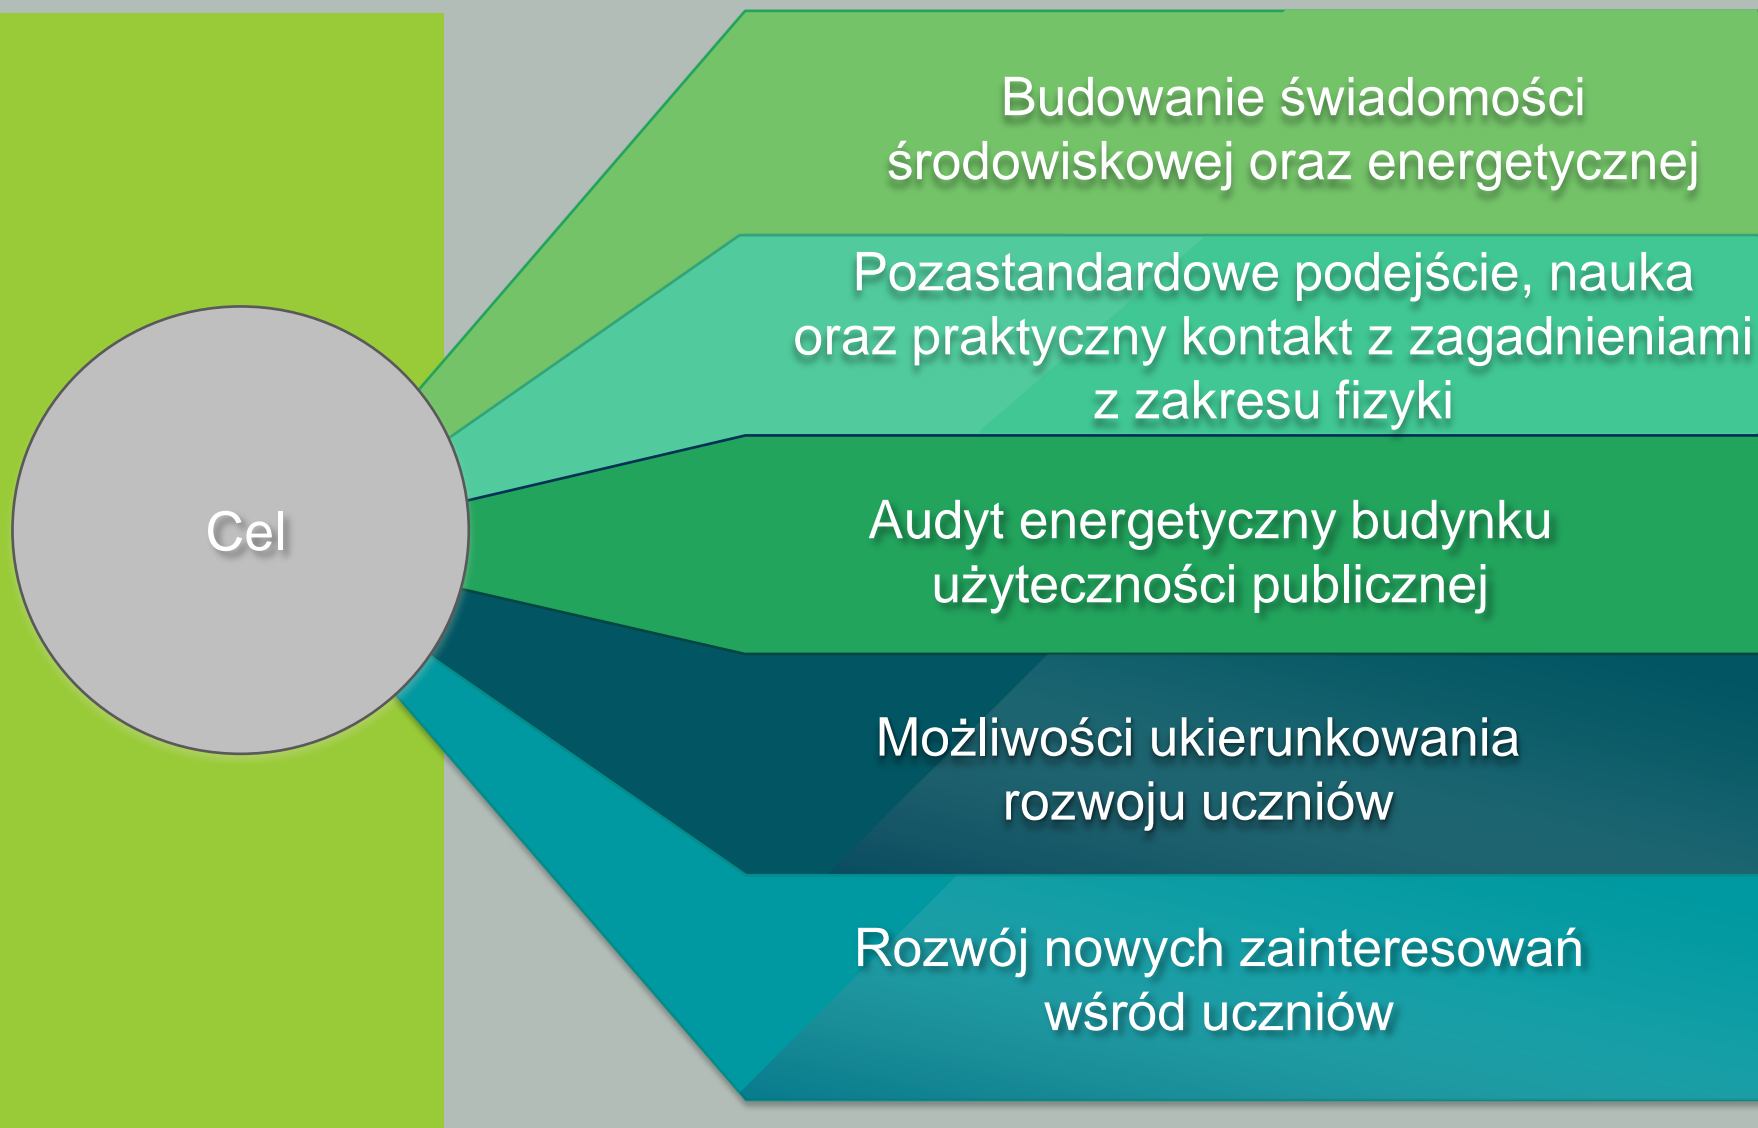 Cel
Budowanie świadomości
środowiskowej oraz energetycznej
Pozastandardowe podejście, nauka
oraz praktyczny kontakt z zagadnieniami
z zakresu fizyki
Audyt energetyczny budynku
użyteczności publicznej
Możliwości ukierunkowania
rozwoju uczniów
Rozwój nowych zainteresowań
wśród uczniów